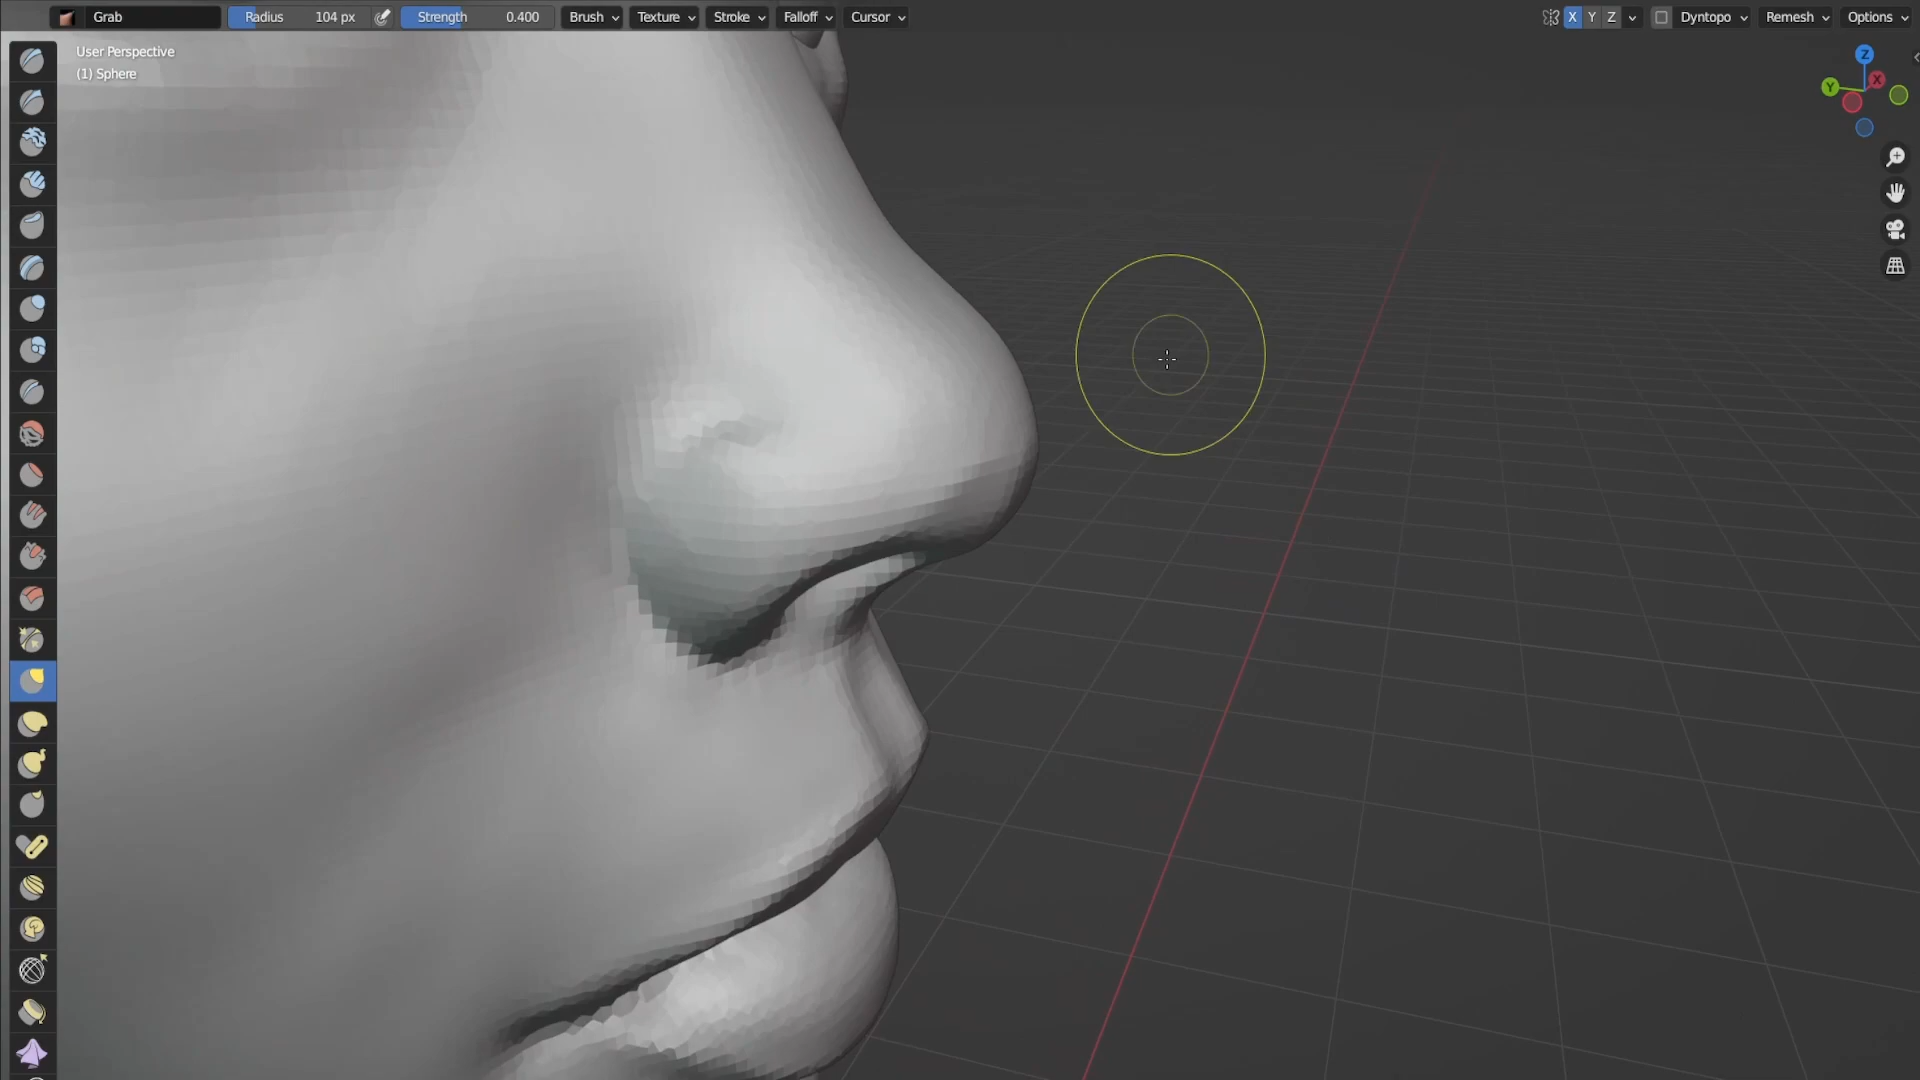 Grab Radius 104 px Strength 0.400 Brush Texture Stroke Falloff Cursor X Y Z Dyntopo Remesh Options
User Perspective
(1) Sphere
Z
X
Y